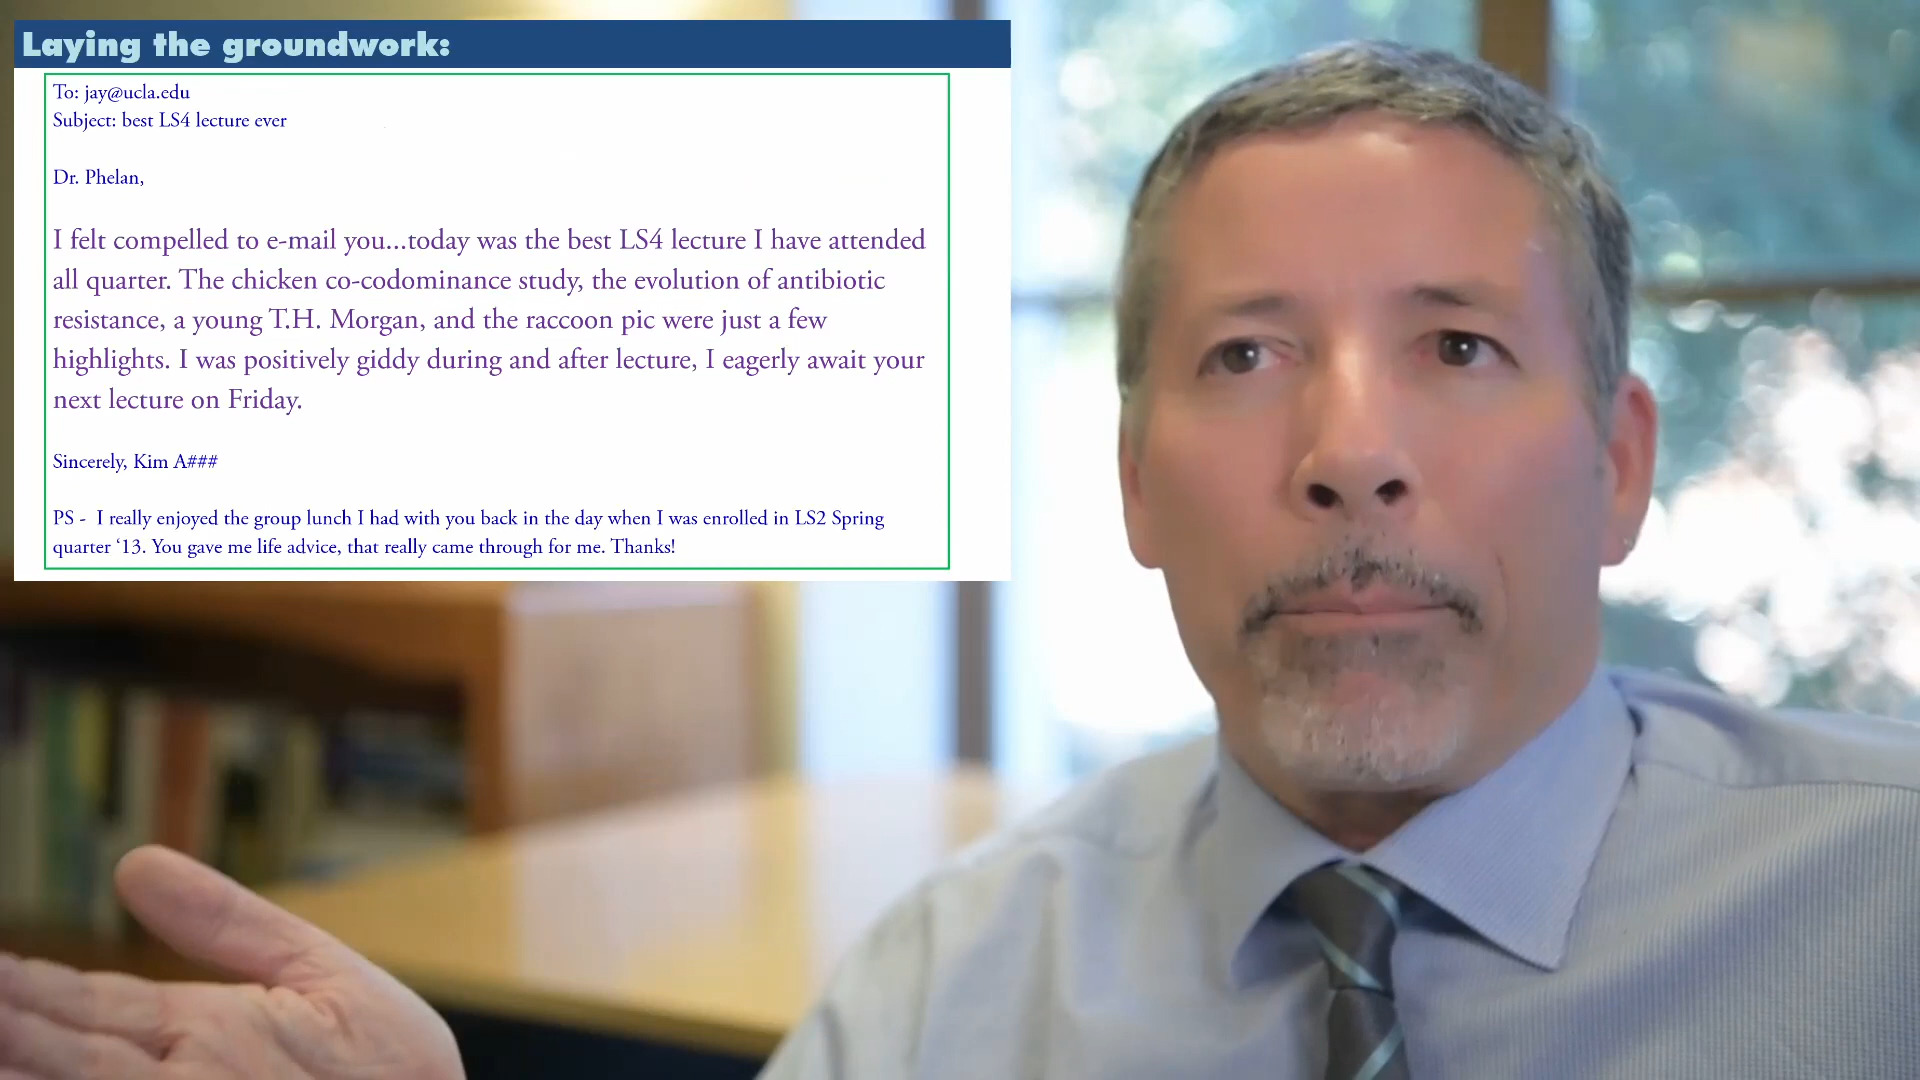 Laying the groundwork:
To: jay@ucla.edu
Subject: best LS4 lecture ever
Dr. Phelan,
I felt compelled to e-mail you...today was the best LS4 lecture I have attended
all quarter. The chicken co-codominance study, the evolution of antibiotic
resistance, a young T.H. Morgan, and the raccoon pic were just a few
highlights. I was positively giddy during and after lecture, I eagerly await your
next lecture on Friday.
Sincerely, Kim A###
PS -  I really enjoyed the group lunch I had with you back in the day when I was enrolled in LS2 Spring
quarter ‘13. You gave me life advice, that really came through for me. Thanks!